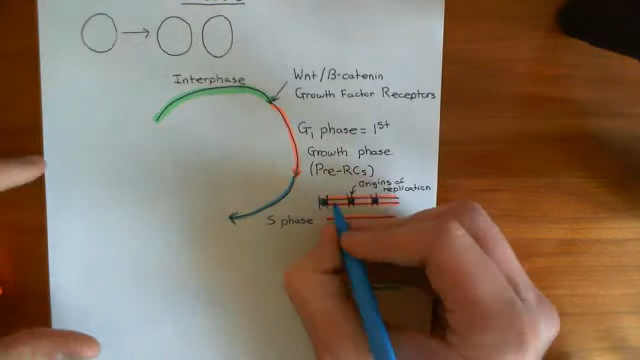 Interphase
Wnt/β-catenin
Growth Factor Receptors
G1 phase = 1st
Growth phase
(Pre-RCs)
Origins of
replication
S phase